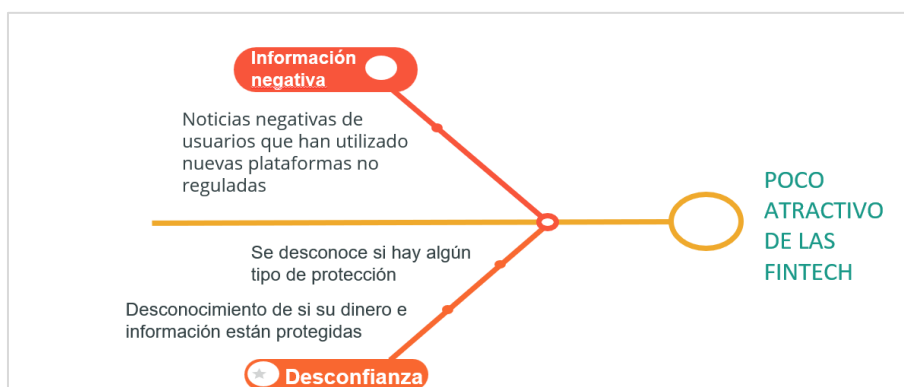 Información
negativa
Noticias negativas de
usuarios que han utilizado
nuevas plataformas no
reguladas
POCO
ATRACTIVO
DE LAS
FINTECH
Se desconoce si hay algún
tipo de protección
Desconocimiento de si su dinero e
información están protegidas
Desconfianza